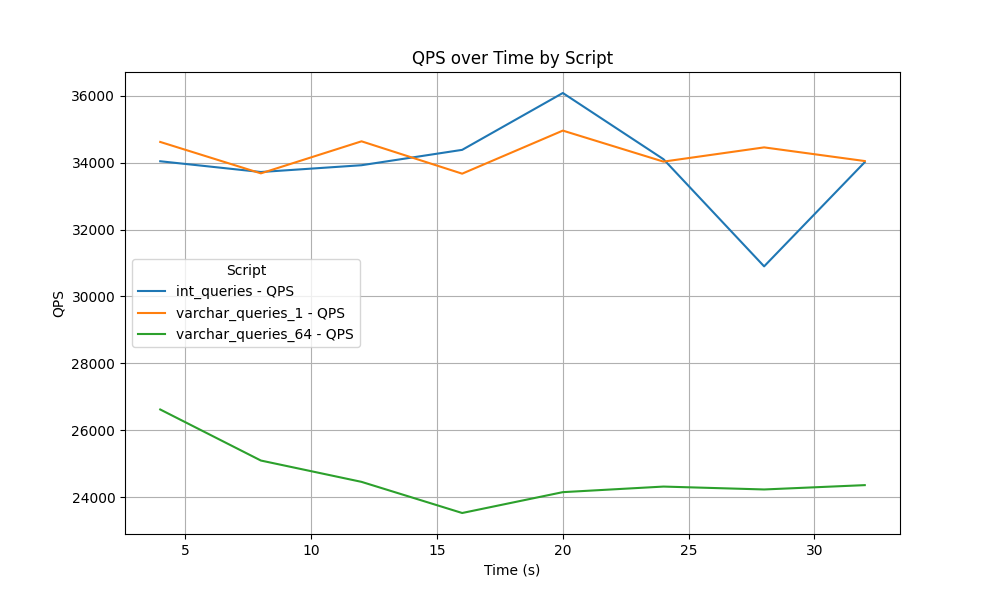 QPS over Time by Script
36000
34000
32000
30000
28000
26000
24000
QPS
Script
int_queries - QPS
varchar_queries_1 - QPS
varchar_queries_64 - QPS
5 10 15 20 25 30
Time (s)